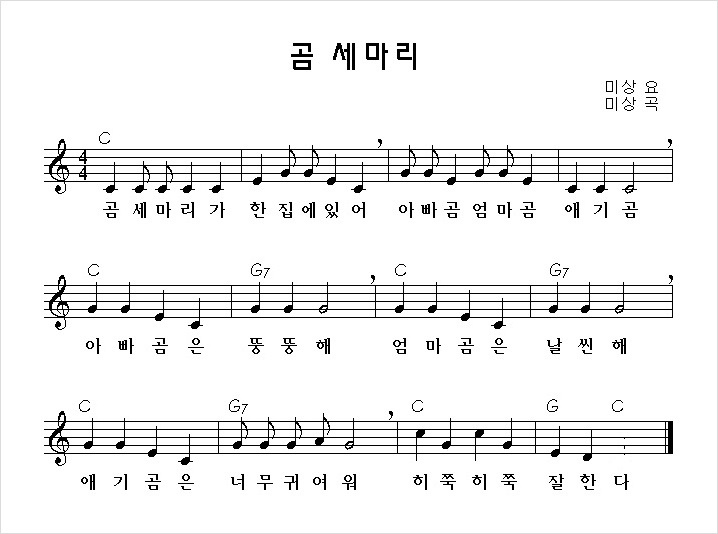 곰 세마리
미상 요
미상 곡
C
4
4
곰 세 마 리 가 한 집 에 있 어 아 빠 곰 엄 마 곰 애 기 곰
C G7 C G7
아 빠 곰 은 뚱 뚱 해 엄 마 곰 은 날 씬 해
C G7 C G C
애 기 곰 은 너 무 귀 여 워 히 쭉 히 쭉 잘 한 다